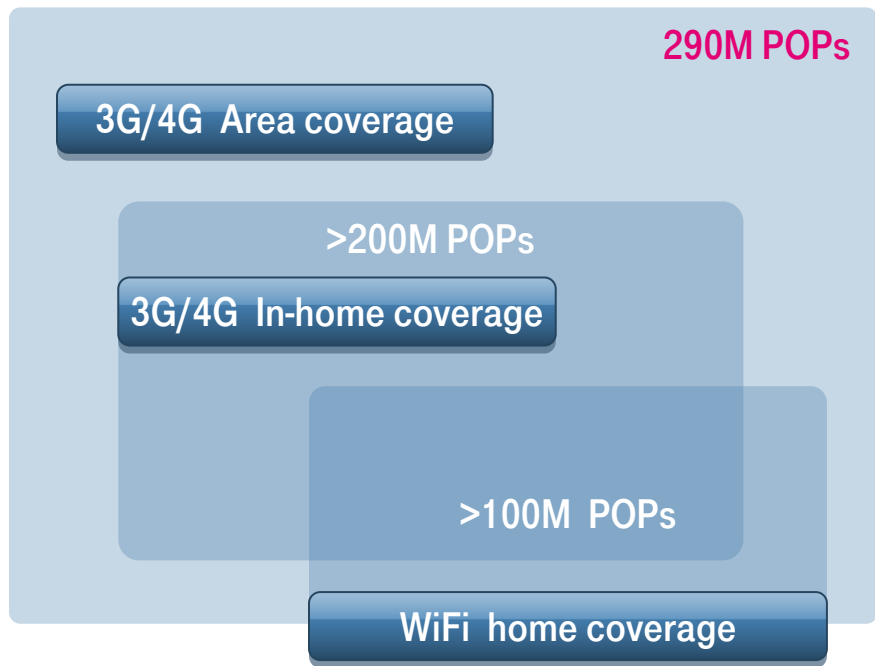 290M POPs
3G/4G Area coverage
>200M POPs
3G/4G In-home coverage
>100M POPs
WiFi home coverage